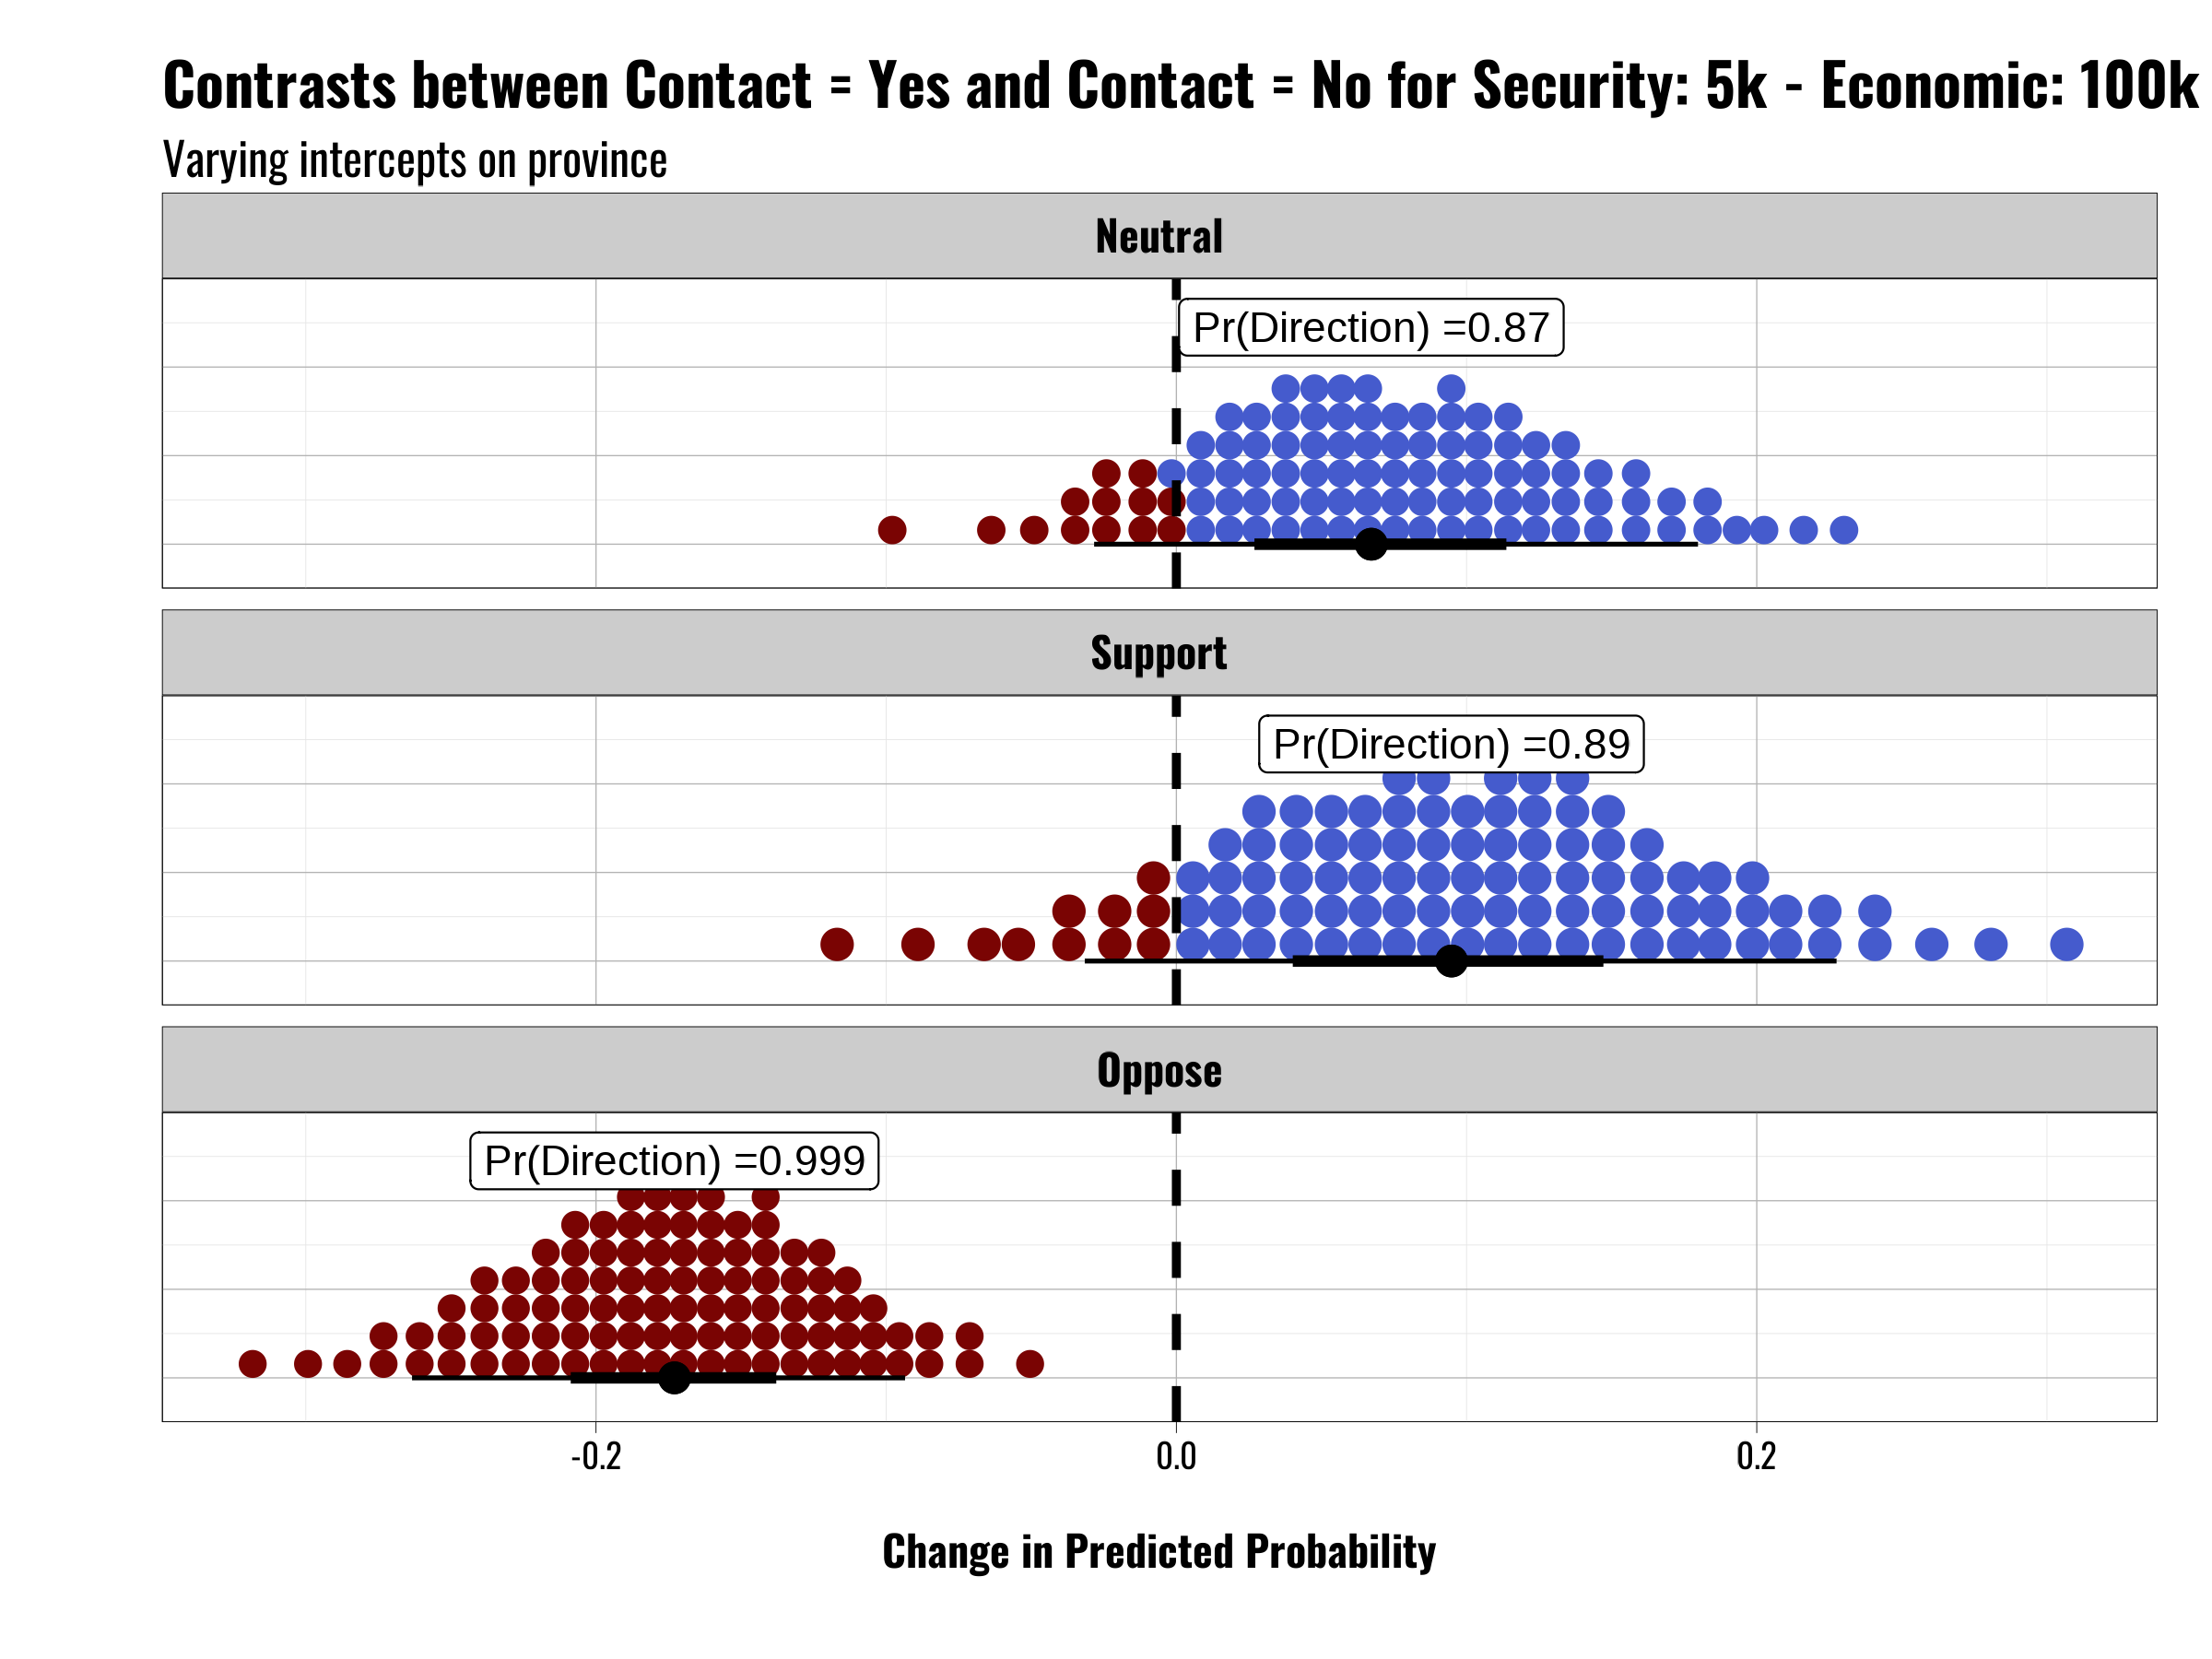 Contrasts between Contact = Yes and Contact = No for Security: 5k - Economic: 100k
Varying intercepts on province
Neutral
Pr(Direction) =0.87
Support
Pr(Direction) =0.89
Oppose
Pr(Direction) =0.999
-0.2 0.0 0.2
Change in Predicted Probability